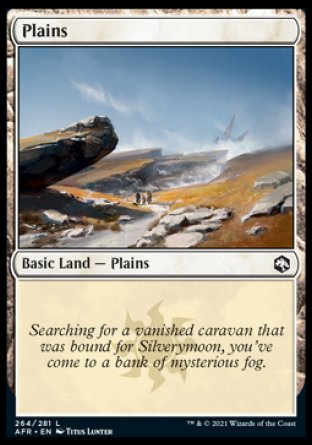 Plains
Basic Land — Plains
Searching for a vanished caravan that
was bound for Silverymoon, you've
come to a bank of mysterious fog.
264/281 L
AFR • EN Titus Lunter
™ & © 2021 Wizards of the Coast